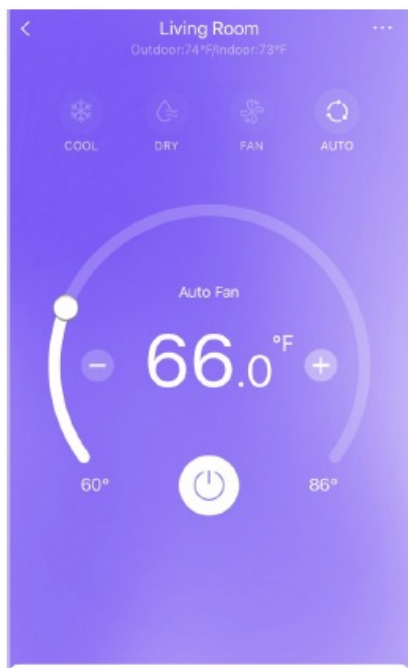 Living Room
Outdoor:74°F/Indoor:73°F
COOL DRY FAN AUTO
Auto Fan
66.0°F
60° 86°